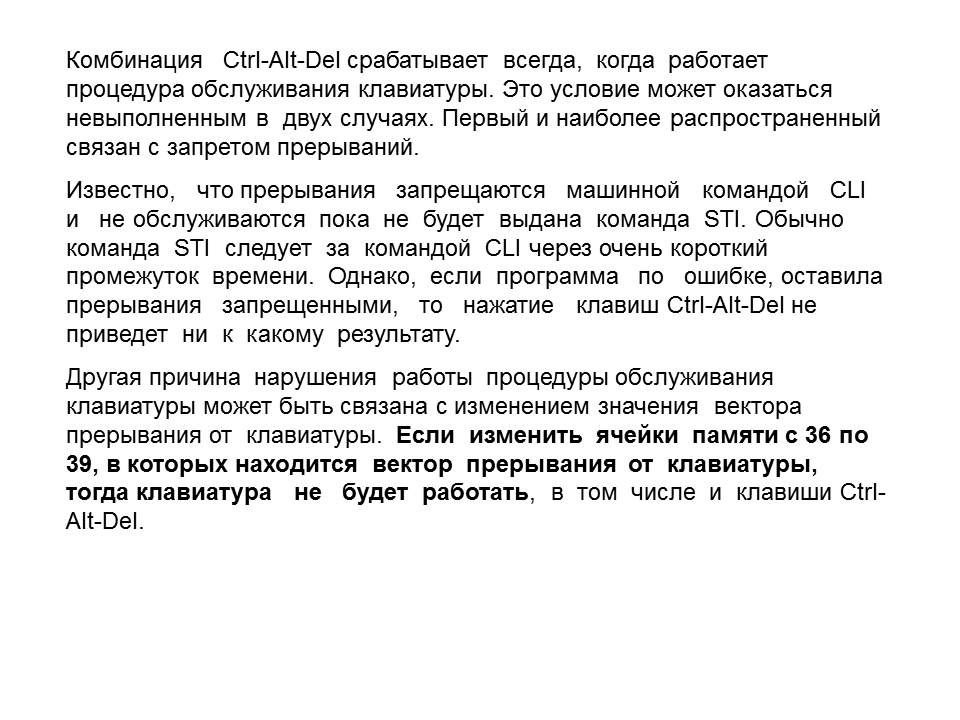 Комбинация Ctrl-Alt-Del срабатывает всегда, когда работает
процедура обслуживания клавиатуры. Это условие может оказаться
невыполненным в двух случаях. Первый и наиболее распространенный
связан с запретом прерываний.
Известно, что прерывания запрещаются машинной командой CLI
и не обслуживаются пока не будет выдана команда STI. Обычно
команда STI следует за командой CLI через очень короткий
промежуток времени. Однако, если программа по ошибке, оставила
прерывания запрещенными, то нажатие клавиш Ctrl-Alt-Del не
приведет ни к какому результату.
Другая причина нарушения работы процедуры обслуживания
клавиатуры может быть связана с изменением значения вектора
прерывания от клавиатуры. Если изменить ячейки памяти с 36 по
39, в которых находится вектор прерывания от клавиатуры,
тогда клавиатура не будет работать, в том числе и клавиши Ctrl-
Alt-Del.